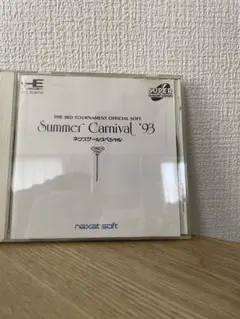 SUPER
THE 3RD TOURNAMENT OFFICIAL SOFT
Summer Carnival '93
ネクスザールスペシャル
naxat soft